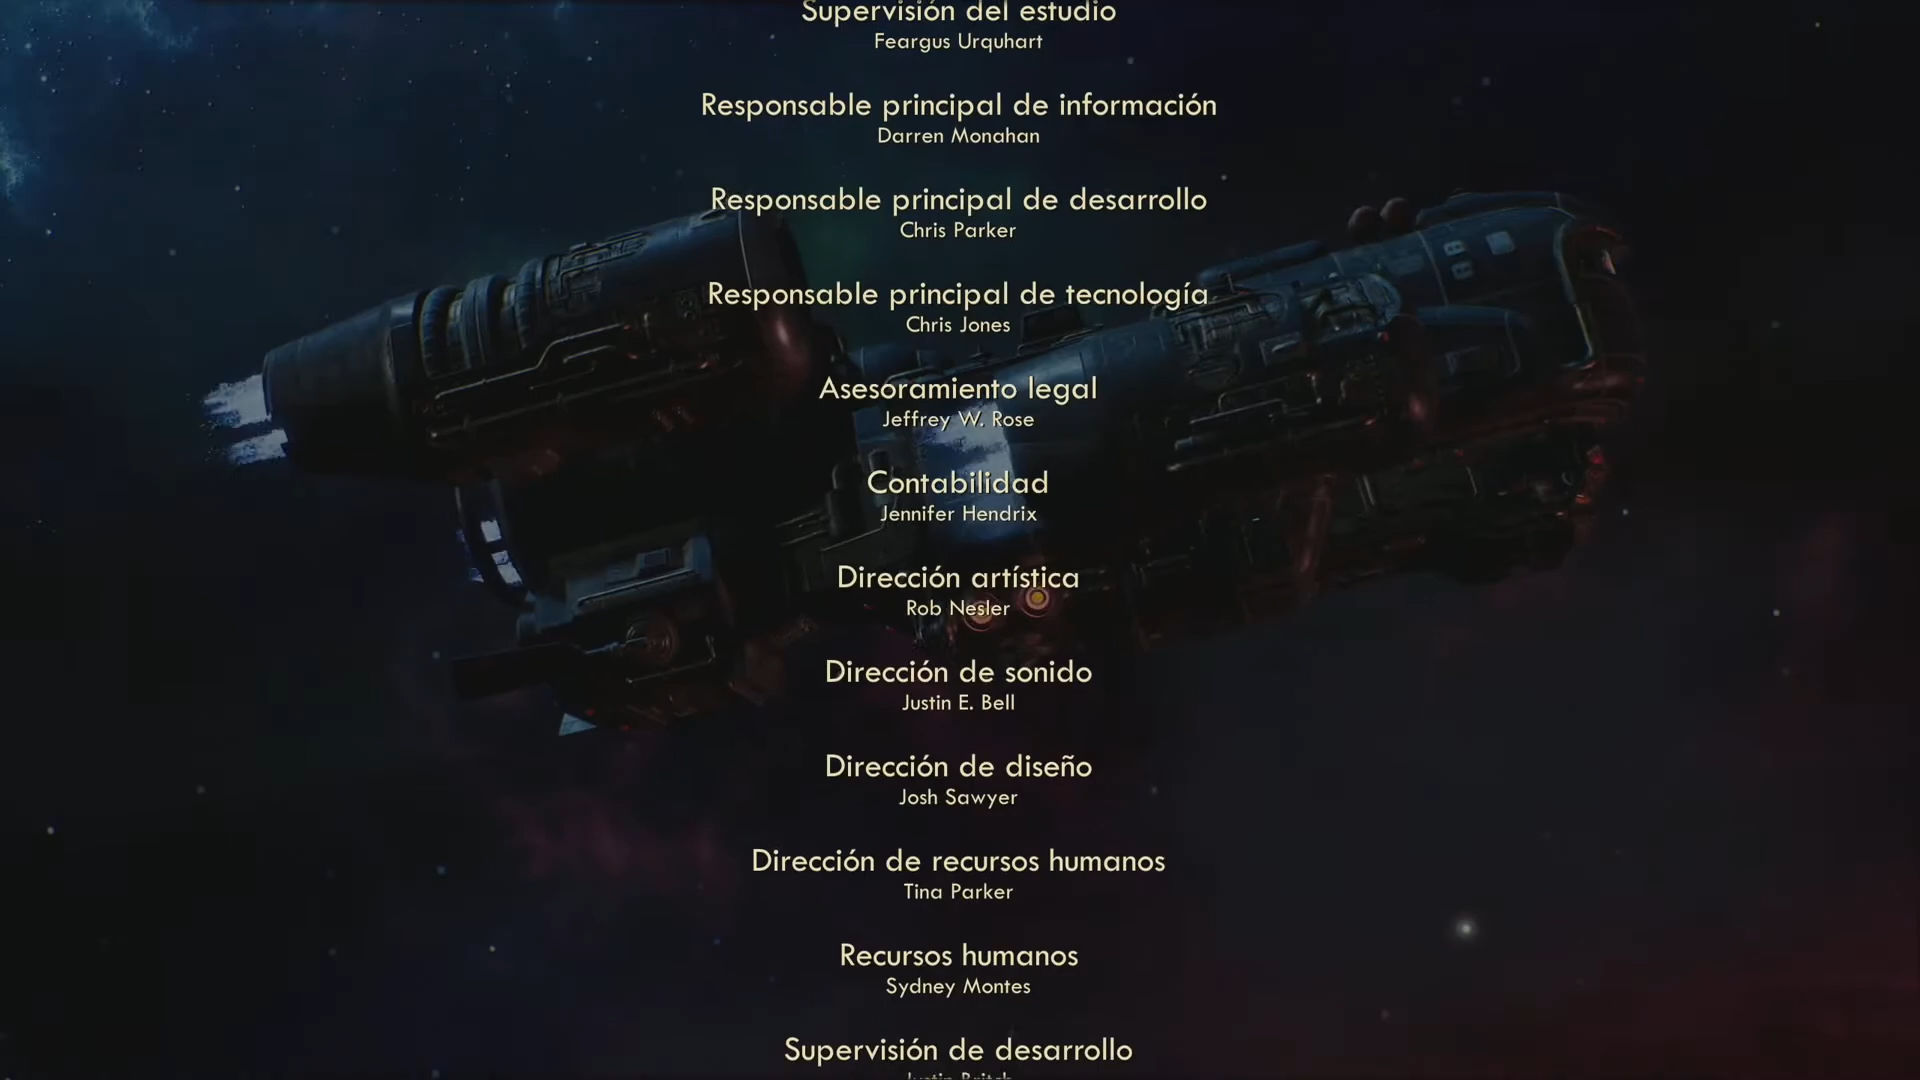 Supervisión del estudio
Feargus Urquhart
Responsable principal de información
Darren Monahan
Responsable principal de desarrollo
Chris Parker
Responsable principal de tecnología
Chris Jones
Asesoramiento legal
Jeffrey W. Rose
Contabilidad
Jennifer Hendrix
Dirección artística
Rob Nesler
Dirección de sonido
Justin E. Bell
Dirección de diseño
Josh Sawyer
Dirección de recursos humanos
Tina Parker
Recursos humanos
Sydney Montes
Supervisión de desarrollo